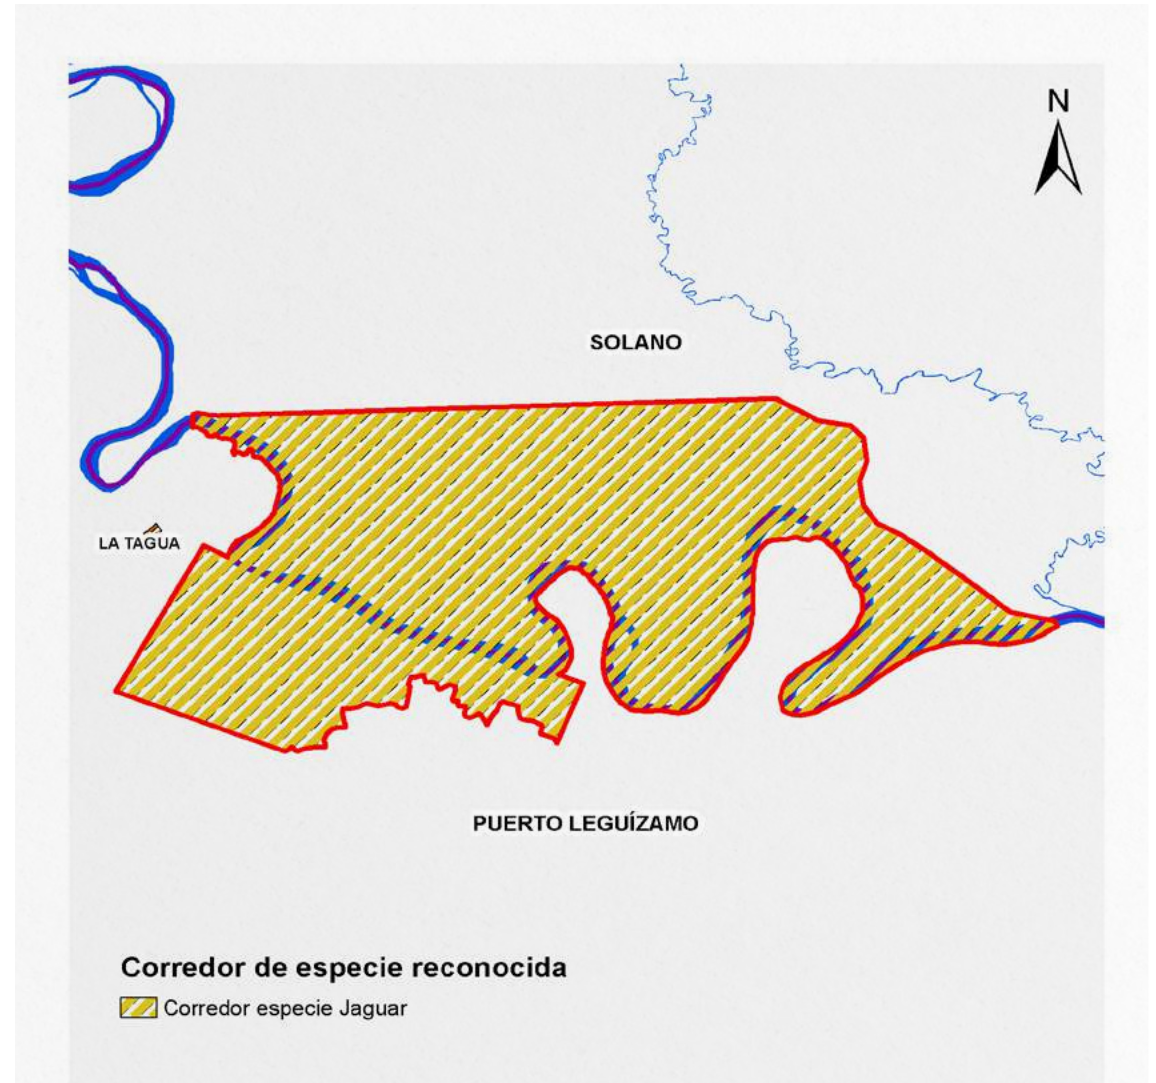 N
SOLANO
LA TAGUA
PUERTO LEGUÍZAMO
Corredor de especie reconocida
Corredor especie Jaguar